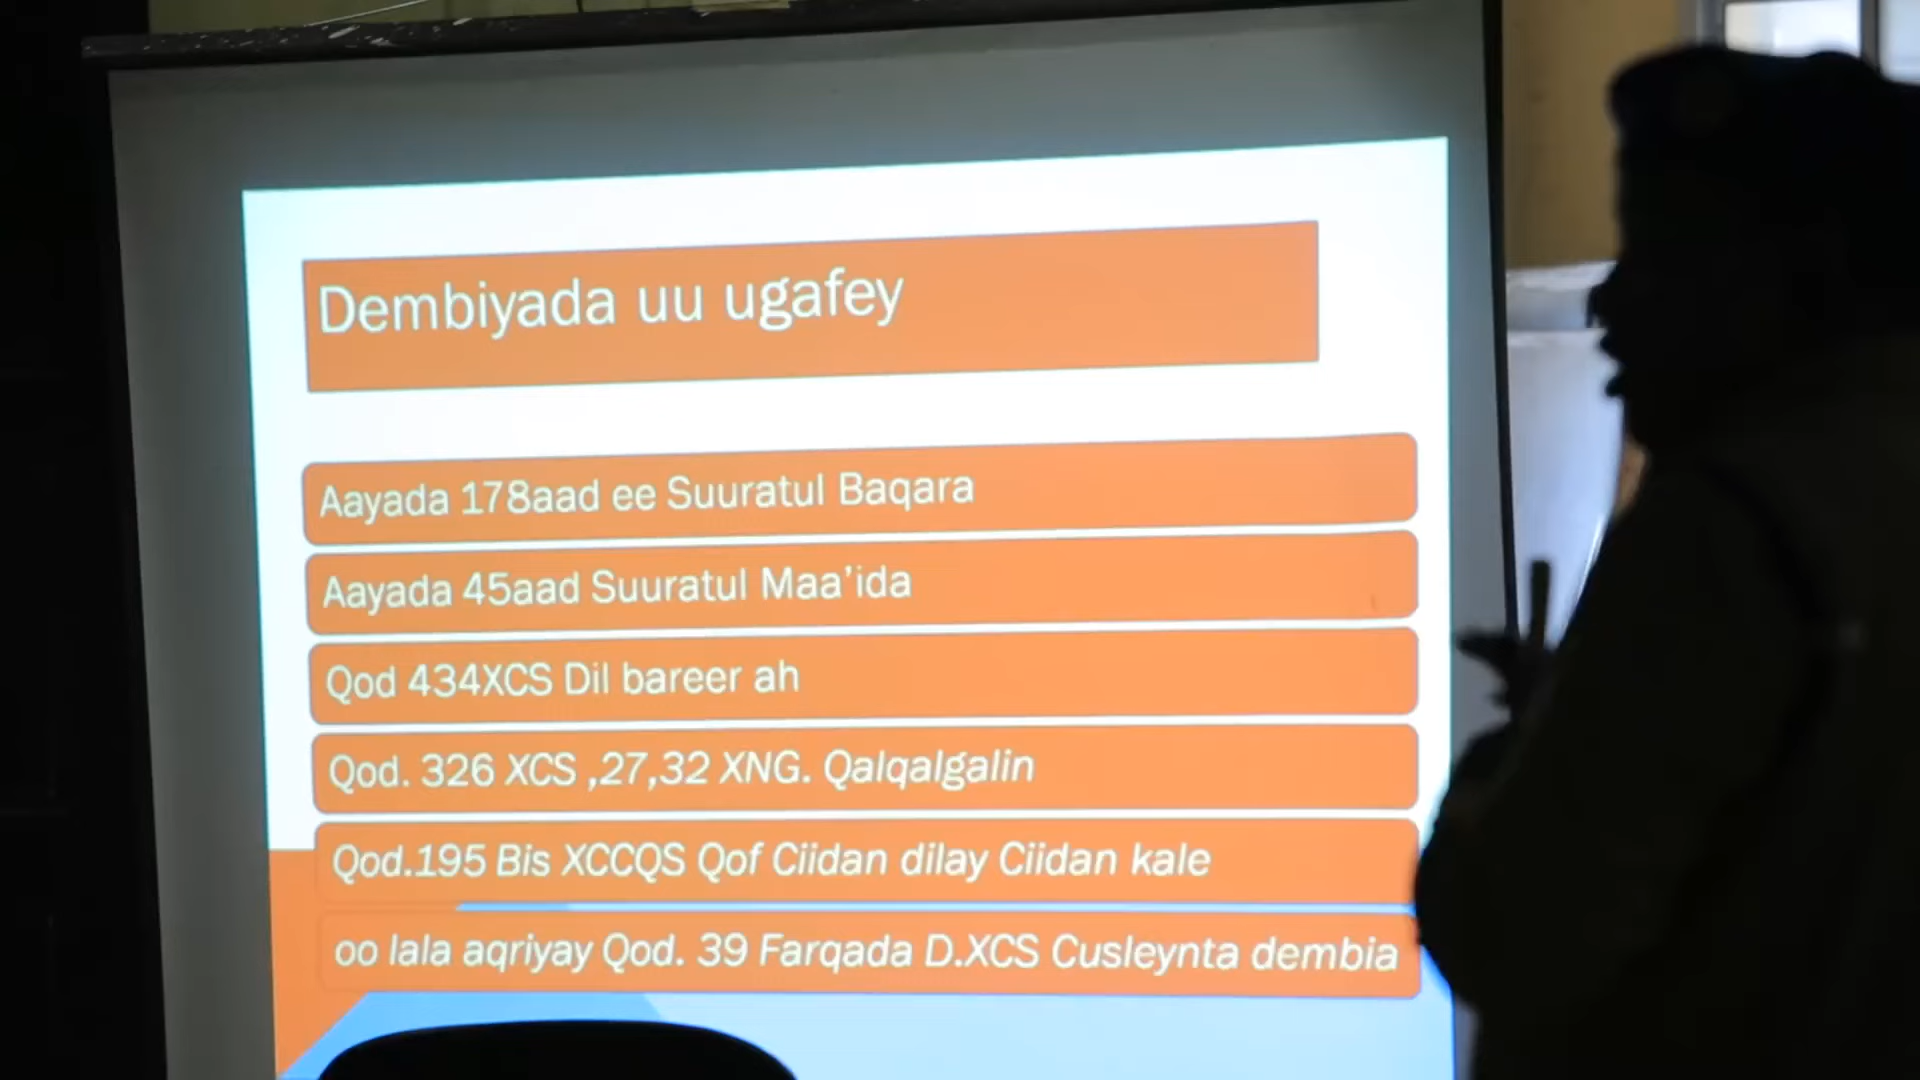 Dembiyada uu ugafey
Aayada 178aad ee Suuratul Baqara
Aayada 45aad Suuratul Maa'ida
Qod 434XCS Dil bareer ah
Qod. 326 XCS ,27,32 XNG. Qalqalgalin
Qod.195 Bis XCCQS Qof Ciidan dilay Ciidan kale
oo lala aqriyay Qod. 39 Farqada D.XCS Cusleynta dembia